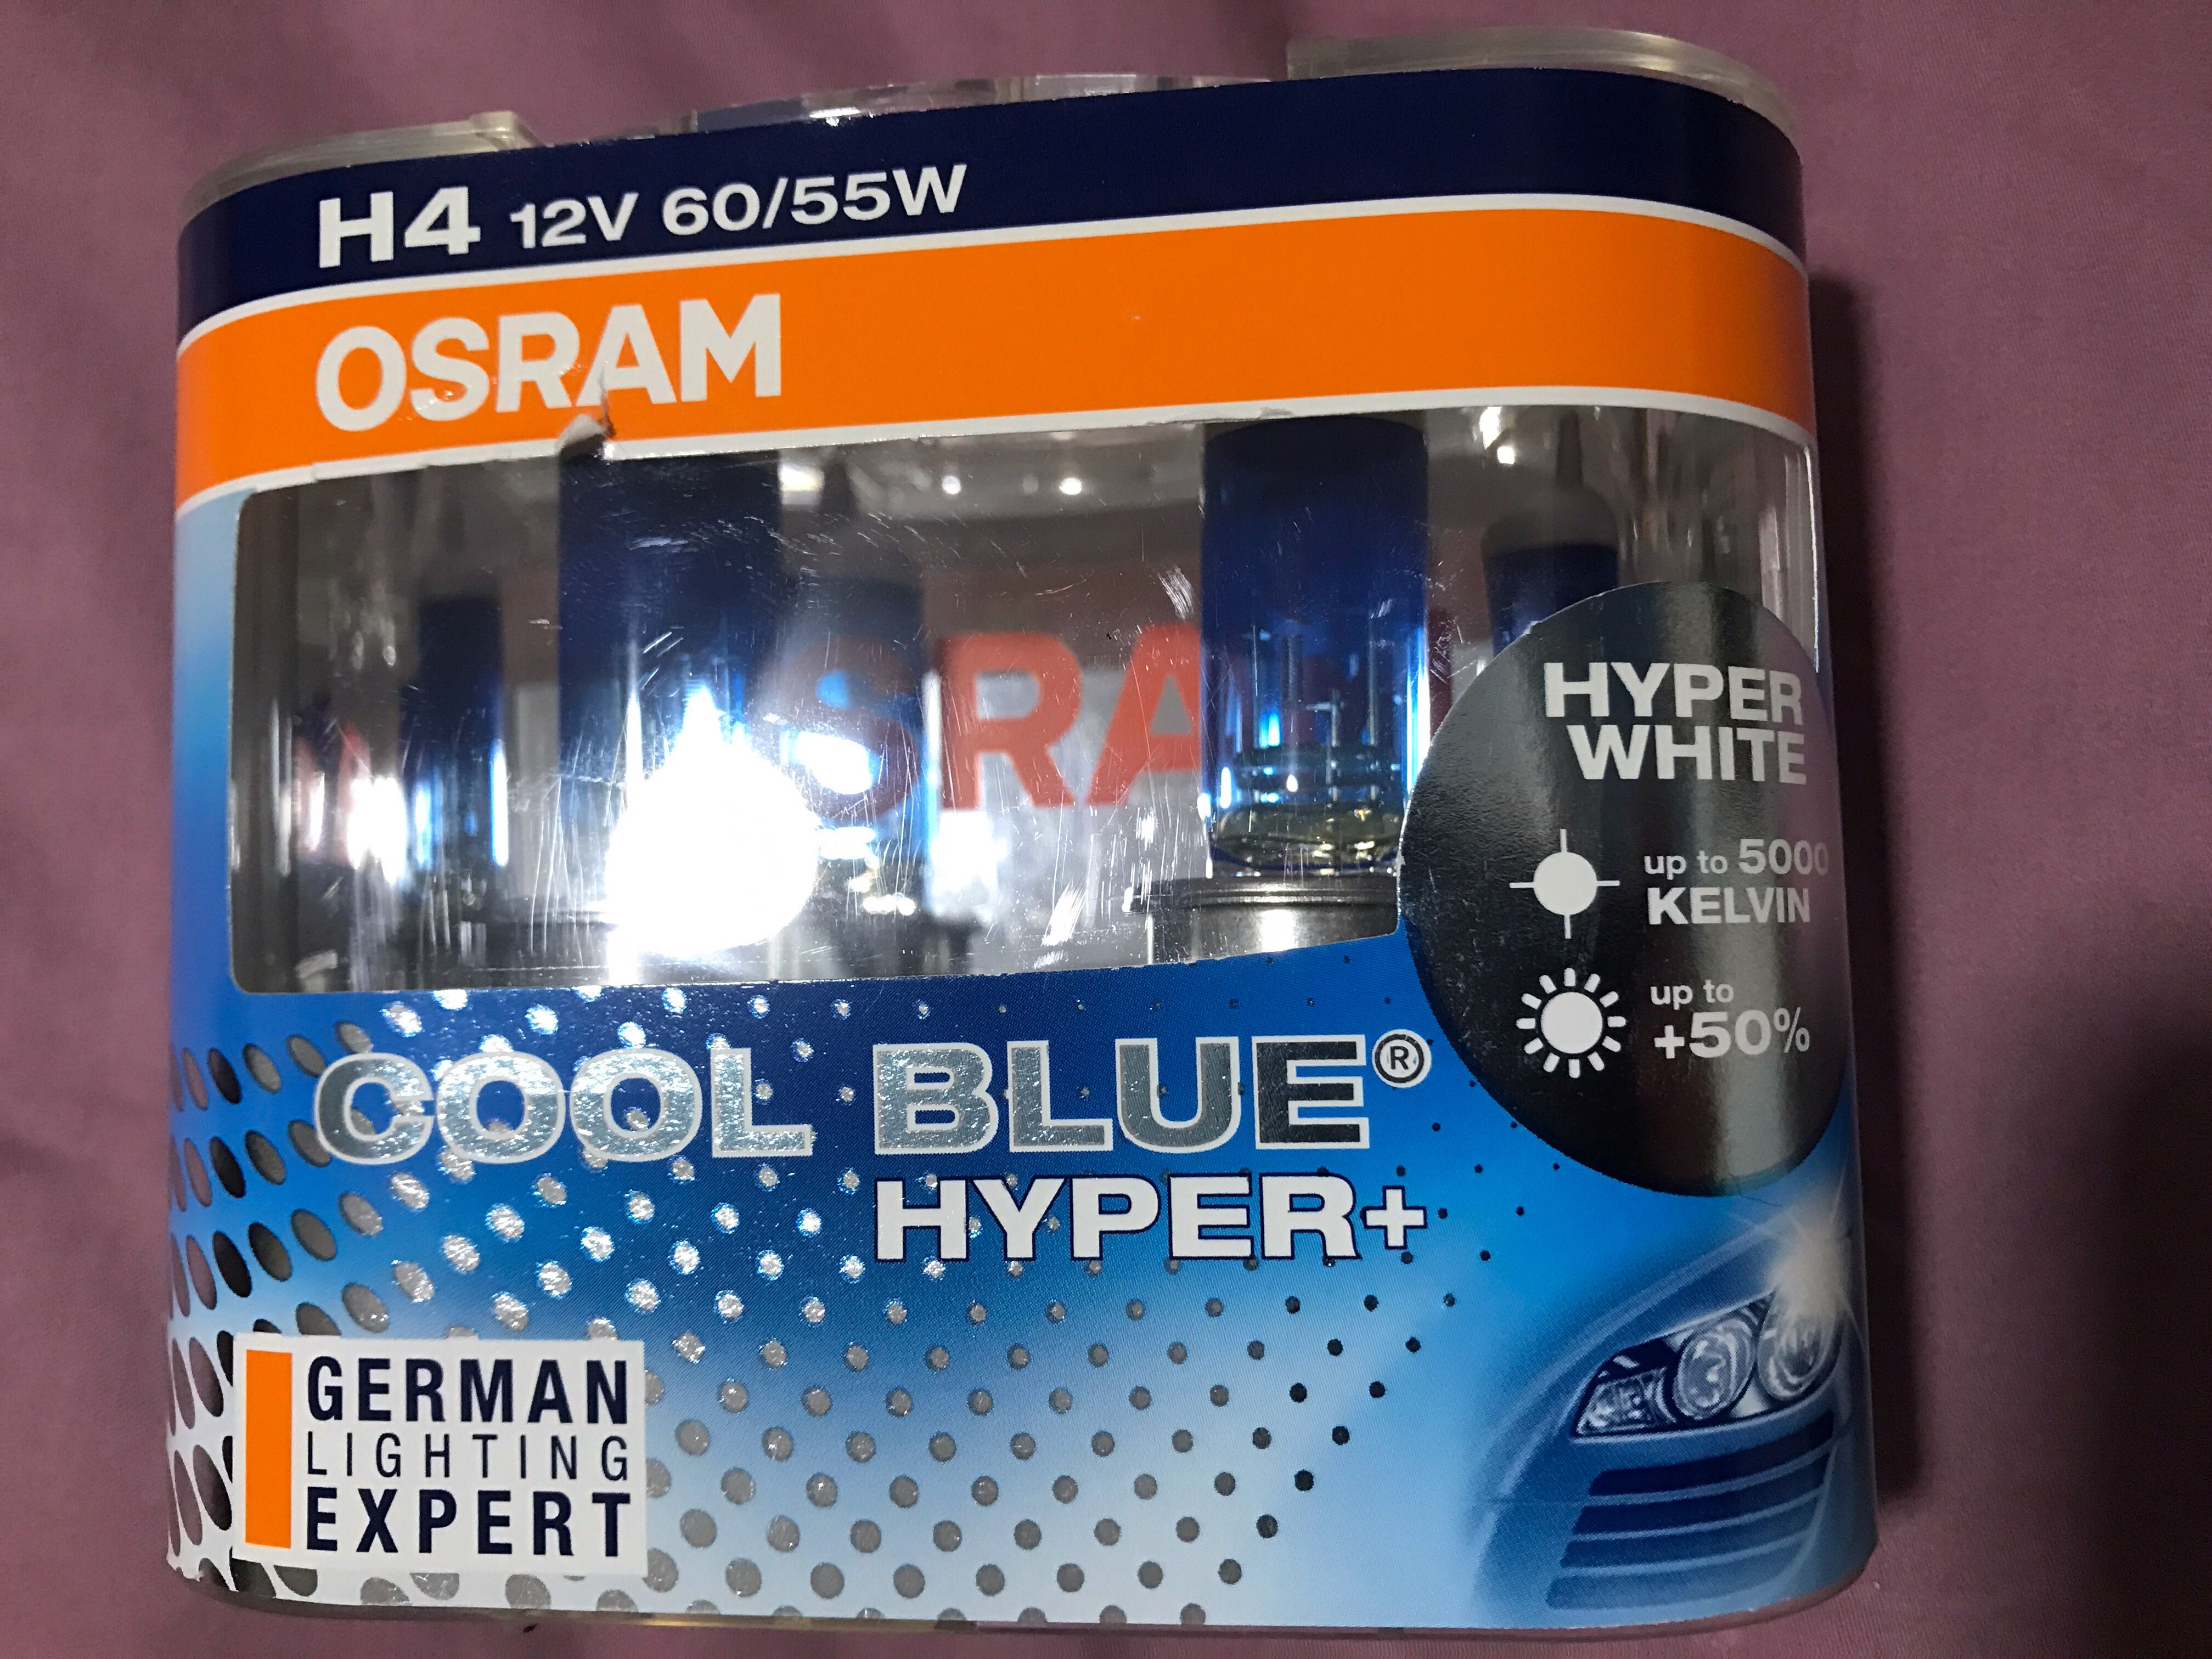 H4 12V 60/55W
OSRAM
SRA
HYPER
WHITE
up to 5000
KELVIN
up to
+50%
COOL BLUE®
HYPER+
GERMAN
LIGHTING
EXPERT